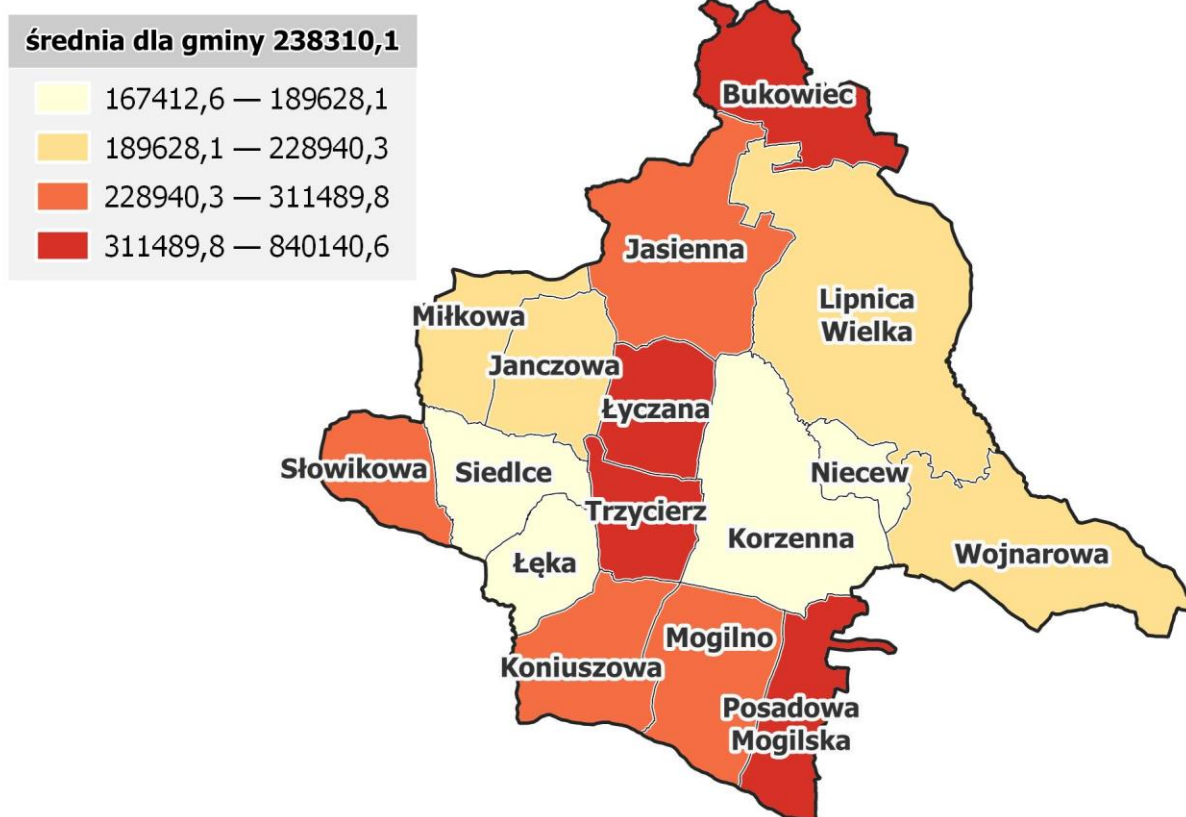 średnia dla gminy 238310,1
167412,6 — 189628,1
189628,1 — 228940,3
228940,3 — 311489,8
311489,8 — 840140,6
Bukowiec
Jasienna
Lipnica
Wielka
Miłkowa
Janczowa
Łyczana
Słowikowa
Siedlce
Niecew
Trzycierz
Korzenna
Wojnarowa
Łęka
Mogilno
Koniuszowa
Posadowa
Mogilska